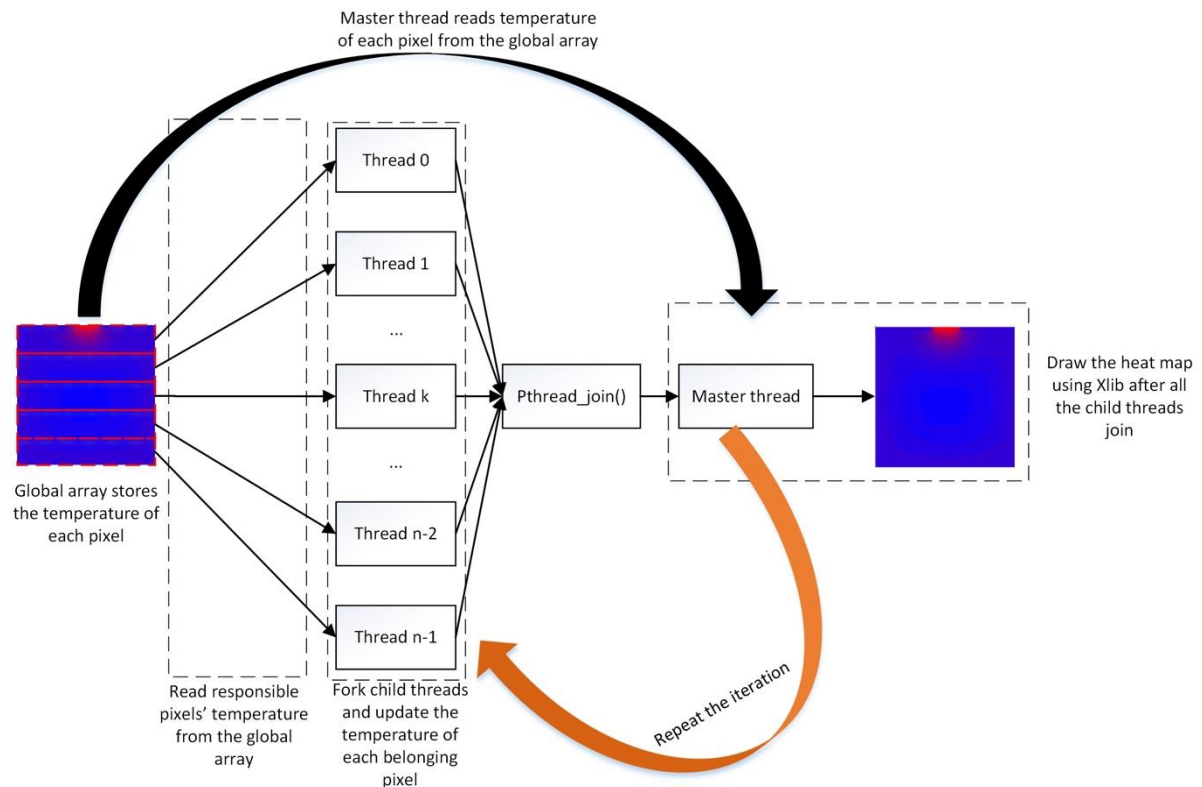 Master thread reads temperature
of each pixel from the global array
Thread 0
Thread 1
...
Thread k
...
Thread n-2
Thread n-1
Pthread_join()
Master thread
Draw the heat map
using Xlib after all
the child threads
join
Global array stores
the temperature of
each pixel
Read responsible
pixels’ temperature
from the global
array
Fork child threads
and update the
temperature of
each belonging
pixel
Repeat the iteration